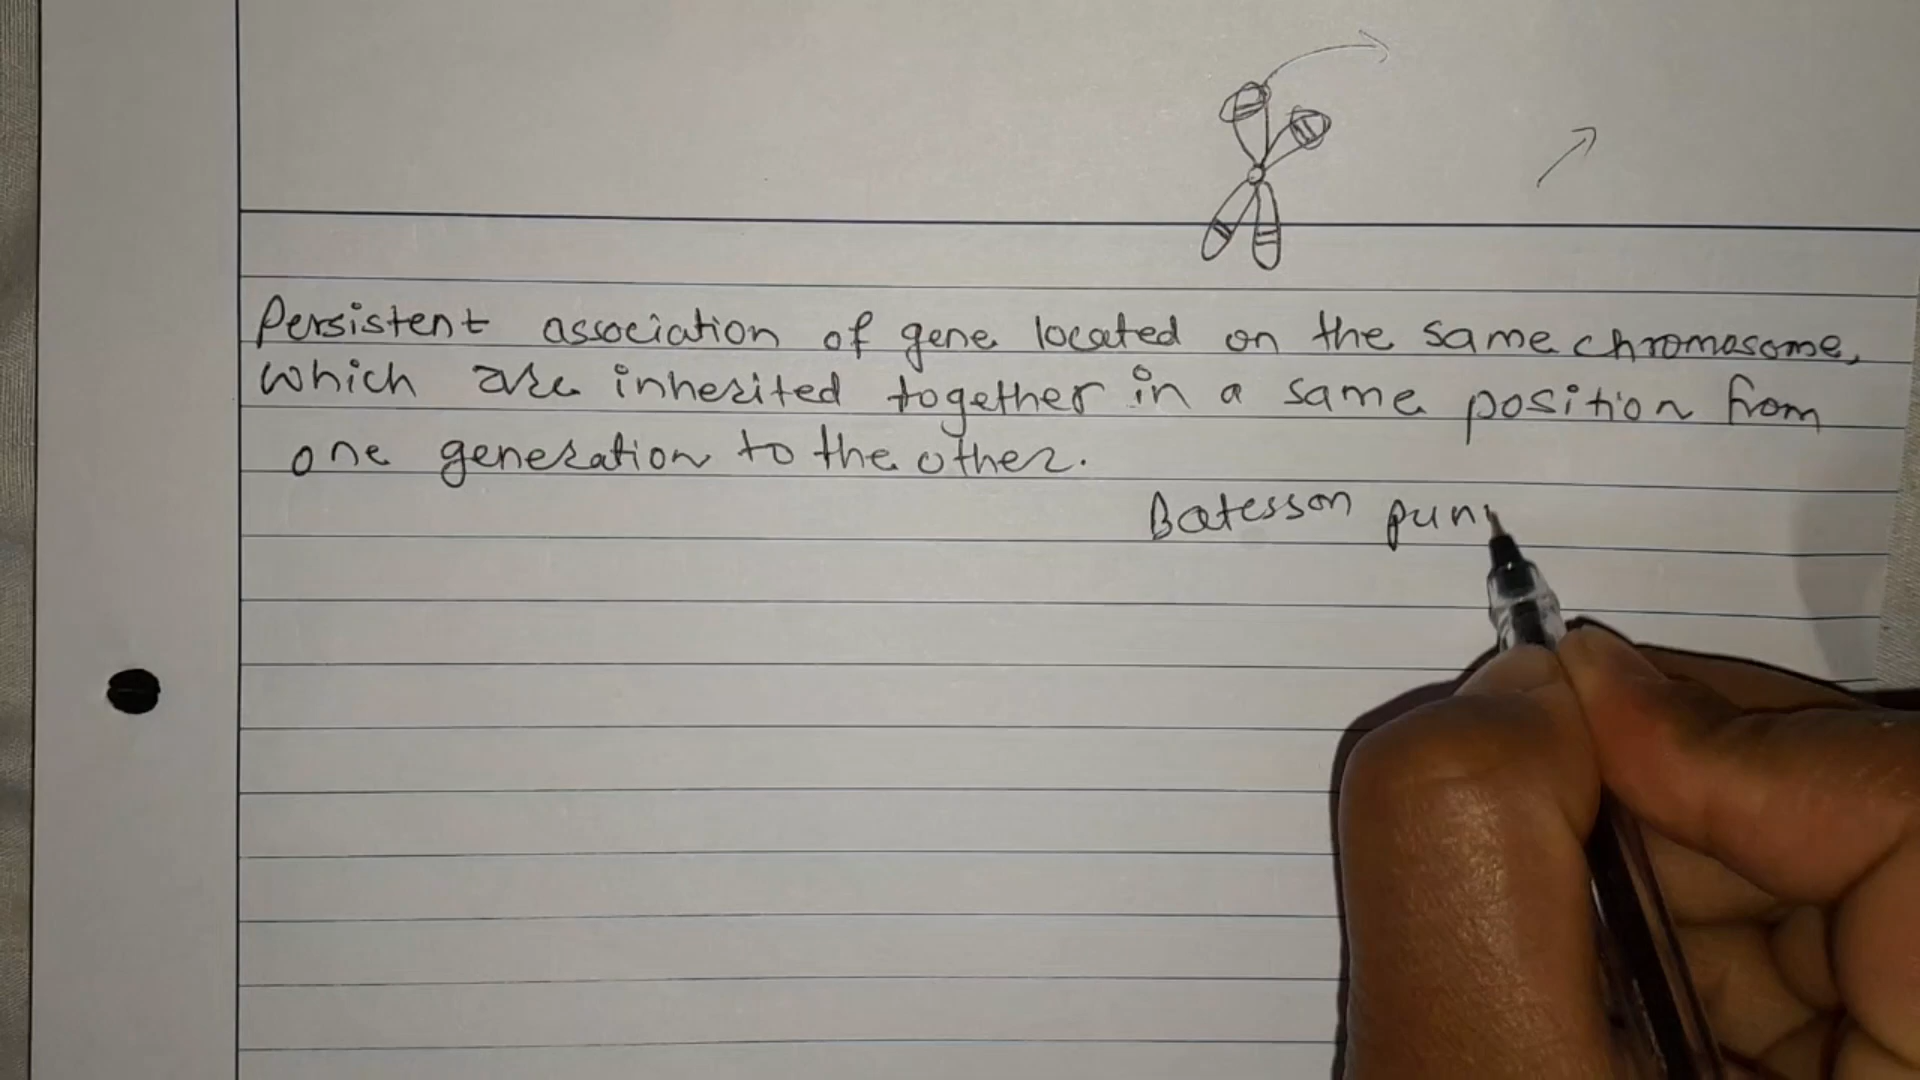 Persistent association of gene located on the same chromosome,
which are inherited together in a same position from
one generation to the other.
Batesson pun